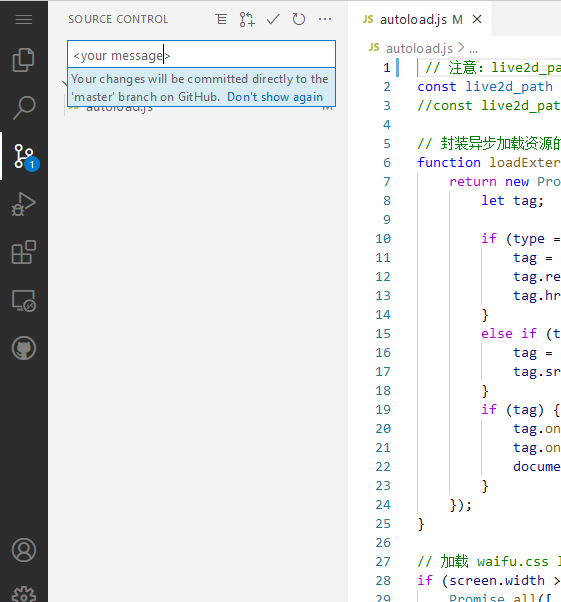 SOURCE CONTROL
<your message>
Your changes will be committed directly to the
'master' branch on GitHub. Don't show again
autoload.js M
1
JS autoload.js M
JS autoload.js > ...
1 // 注意：live2d_pa
2 const live2d_path
3 //const live2d_pat
4
5 // 封装异步加载资源的
6 function loadExter
7 return new Pro
8 let tag;
9
10 if (type =
11 tag =
12 tag.re
13 tag.hr
14 }
15 else if (t
16 tag =
17 tag.sr
18 }
19 if (tag) {
20 tag.on
21 tag.on
22 docume
23 }
24 });
25 }
26
27 // 加载 waifu.css l
28 if (screen.width >
29 Promise.all([